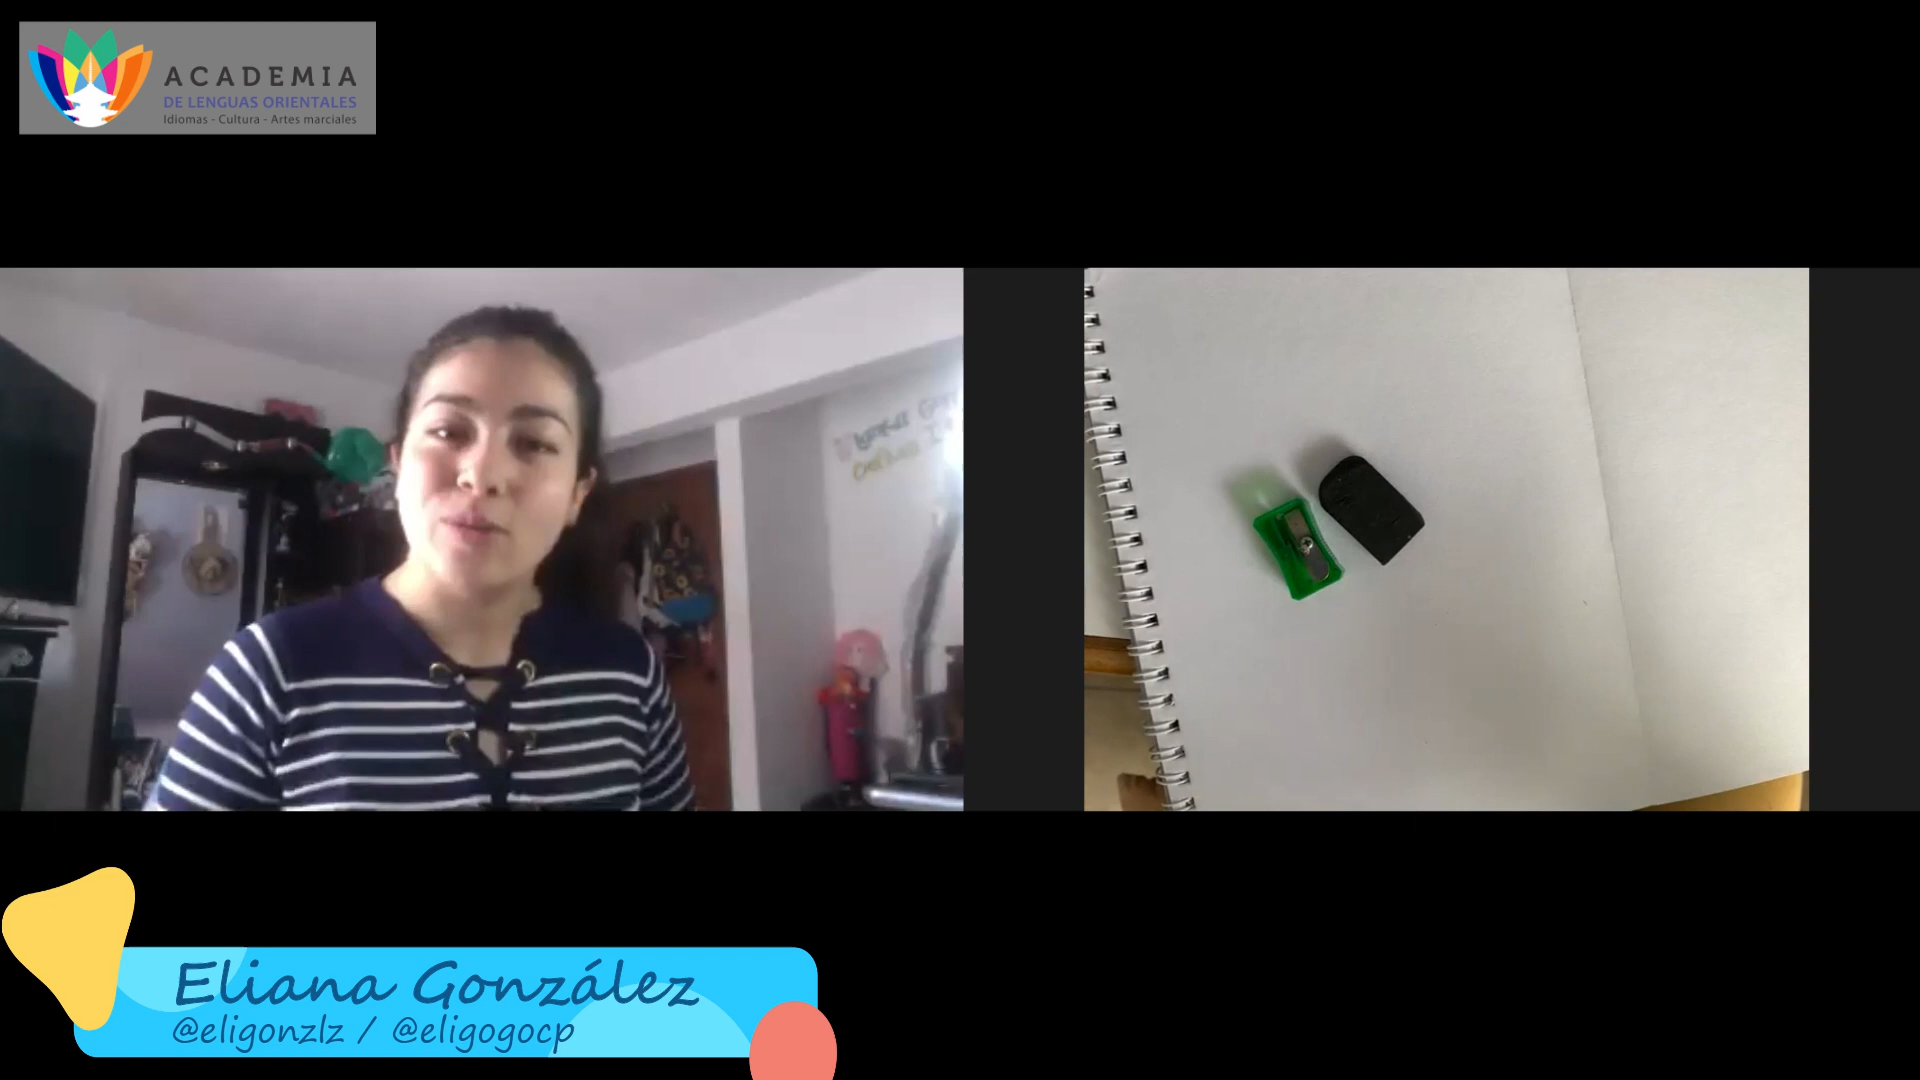 ACADEMIA
DE LENGUAS ORIENTALES
Idiomas - Cultura - Artes marciales
Eliana González
@eligonzlz / @eligogocp